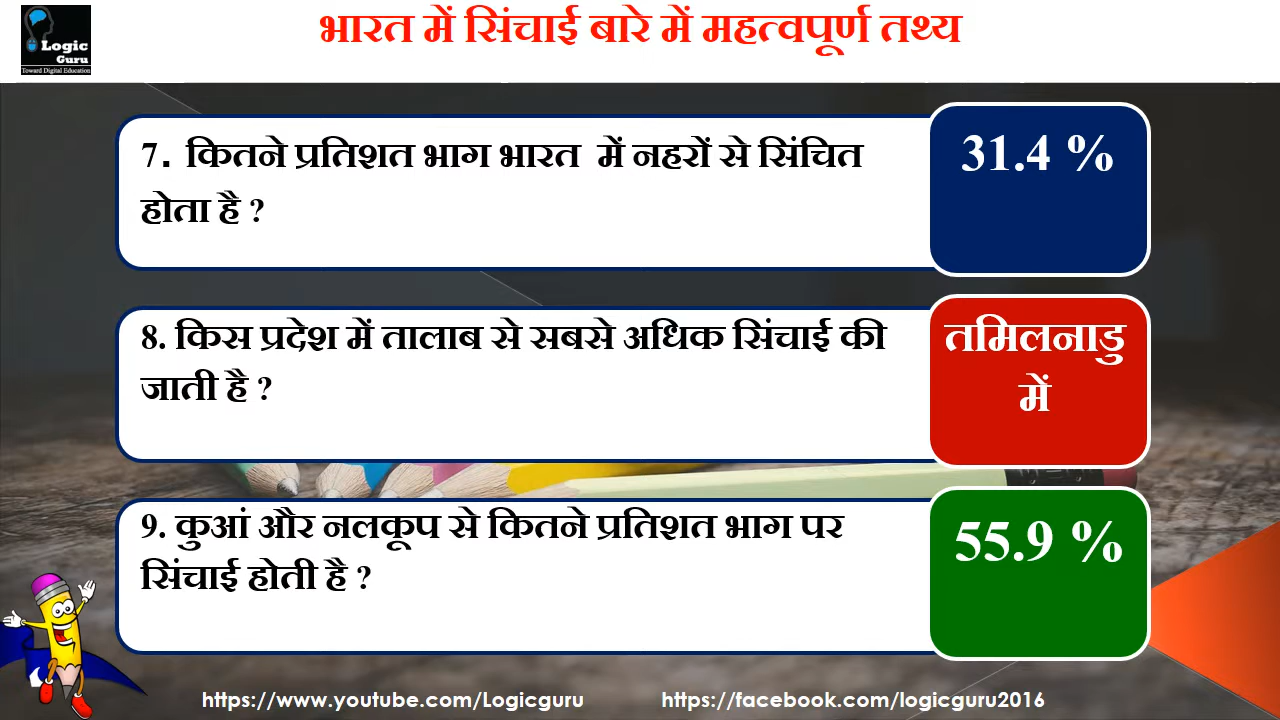 Logic
Guru
Toward Digital Education
भारत में सिंचाई बारे में महत्वपूर्ण तथ्य
7. कितने प्रतिशत भाग भारत में नहरों से सिंचित
होता है ?
31.4 %
8. किस प्रदेश में तालाब से सबसे अधिक सिंचाई की
जाती है ?
तमिलनाडु
में
9. कुआं और नलकूप से कितने प्रतिशत भाग पर
सिंचाई होती है ?
55.9 %
https://www.youtube.com/Logicguru
https://facebook.com/logicguru2016